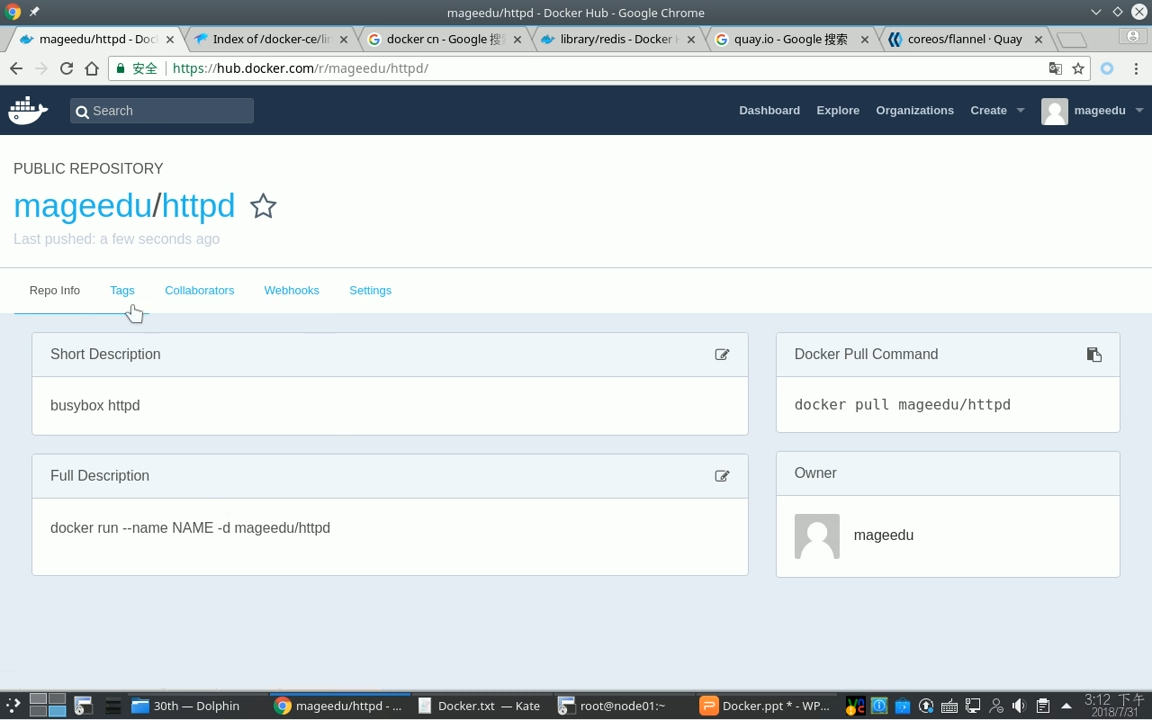 mageedu/httpd - Docker Hub - Google Chrome
mageedu/httpd - Doc
Index of /docker-ce/lin
docker cn - Google 搜
library/redis - Docker H
quay.io - Google 搜索
coreos/flannel · Quay
安全
https://hub.docker.com/r/mageedu/httpd/
Search
Dashboard
Explore
Organizations
Create
mageedu
PUBLIC REPOSITORY
mageedu/httpd
Last pushed: a few seconds ago
Repo Info
Tags
Collaborators
Webhooks
Settings
Short Description
busybox httpd
Full Description
docker run --name NAME -d mageedu/httpd
Docker Pull Command
docker pull mageedu/httpd
Owner
mageedu
30th — Dolphin
mageedu/httpd - ...
Docker.txt — Kate
root@node01:~
Docker.ppt * - WP...
3:12 下午
2018/7/31